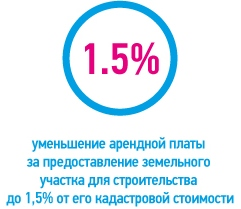 1.5%
уменьшение арендной платы
за предоставление земельного
участка для строительства
до 1,5% от его кадастровой стоимости